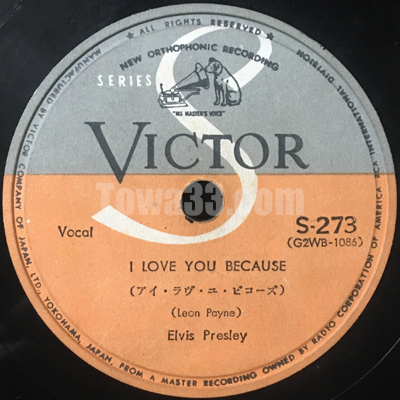 ★ ALL RIGHTS RESERVED ★
MANUFACTURED BY VICTOR COMPANY OF JAPAN, LTD., YOKOHAMA, JAPAN, FROM A MASTER RECORDING OWNED BY RADIO CORPORATION OF AMERICA RCA INTERNATIONAL DIVISION
NEW ORTHOPHONIC RECORDING
SERIES S
"HIS MASTER'S VOICE"
VICTOR
Towa33.com
Vocal
S-273
(G2WB-1086)
I LOVE YOU BECAUSE
(アイ・ラヴ・ユ・ビコーズ)
(Leon Payne)
Elvis Presley